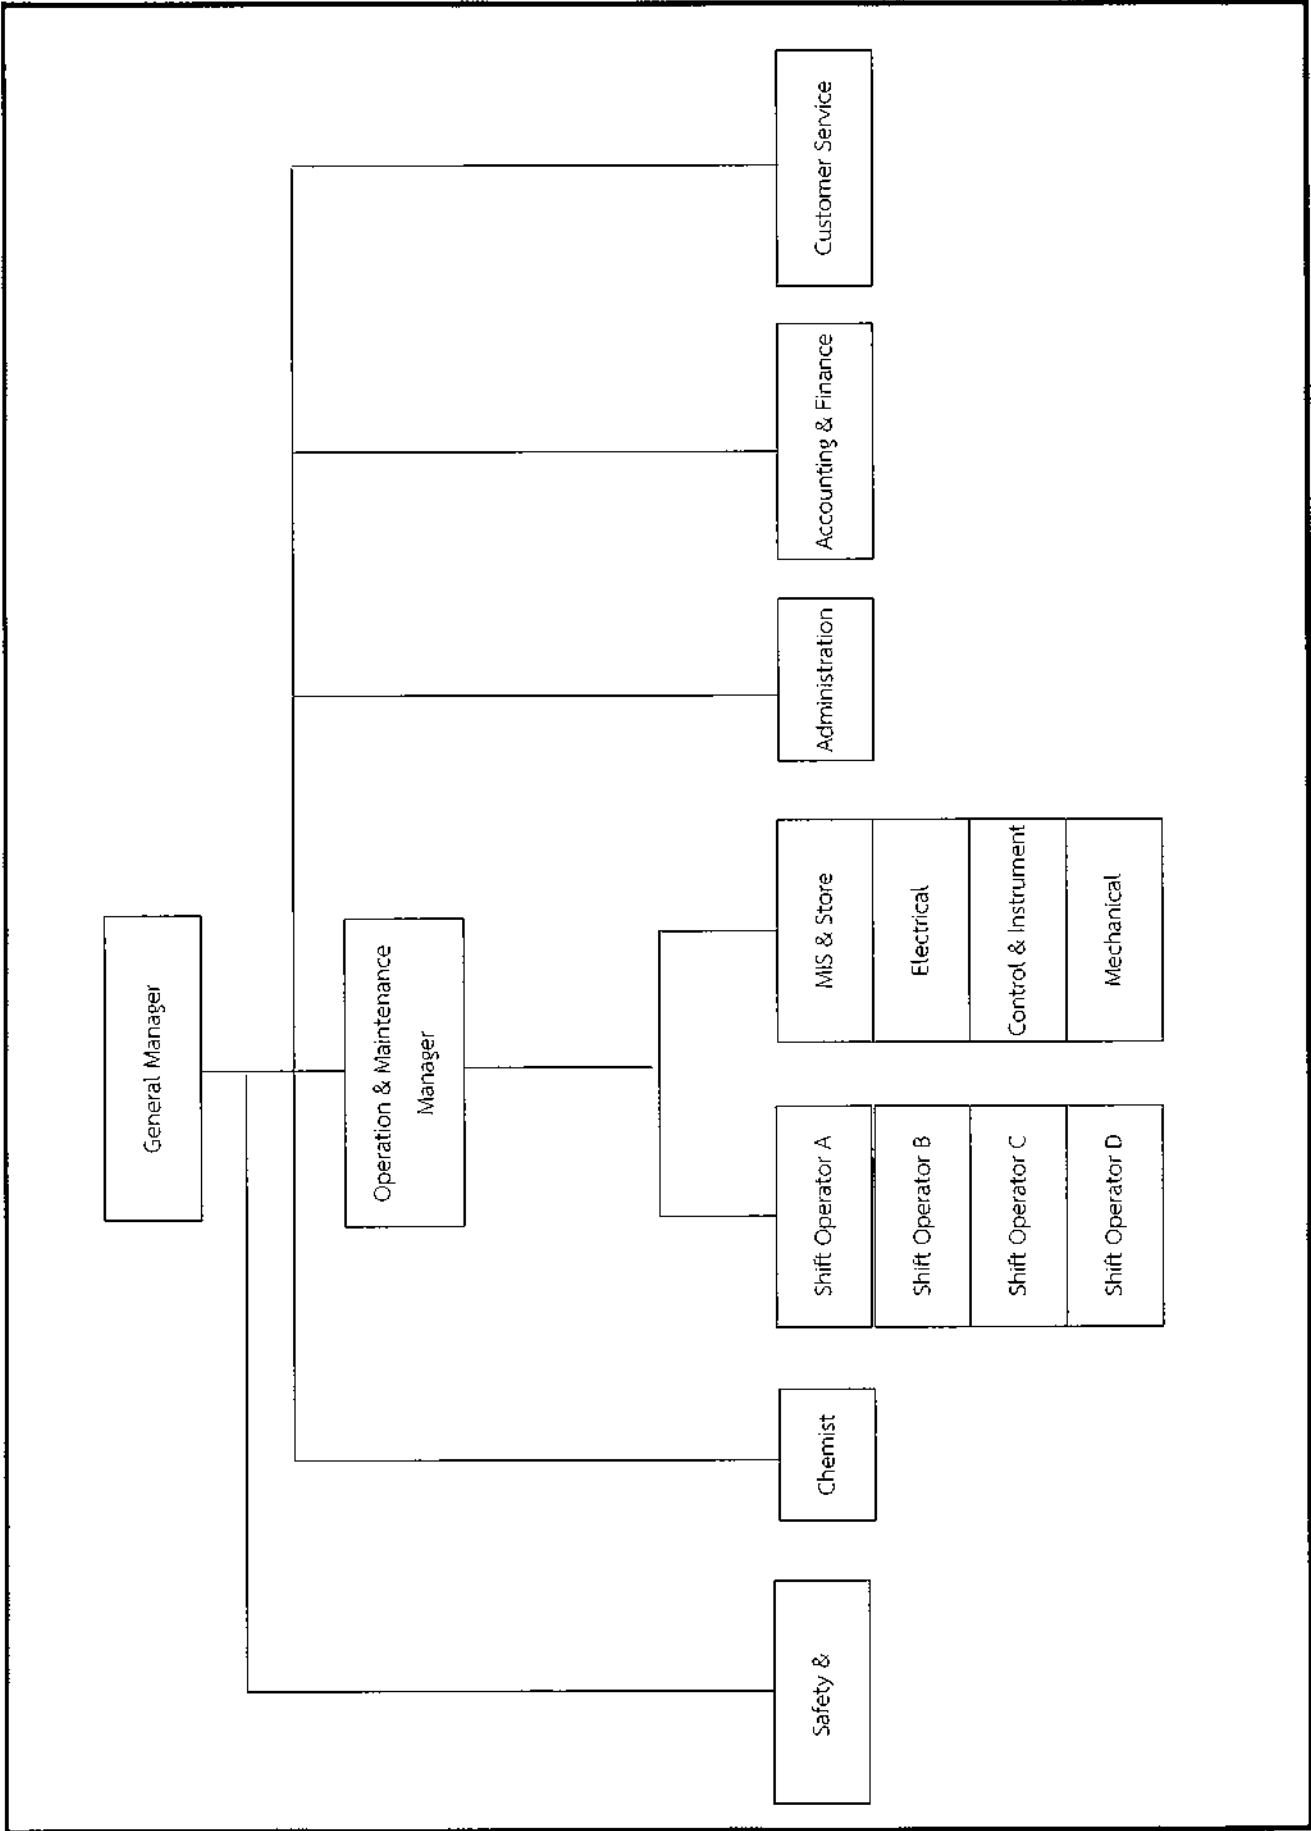 General Manager
Operation & Maintenance
Manager
Safety &
Chemist
Shift Operator A
Shift Operator B
Shift Operator C
Shift Operator D
MIS & Store
Electrical
Control & Instrument
Mechanical
Administration
Accounting & Finance
Customer Service